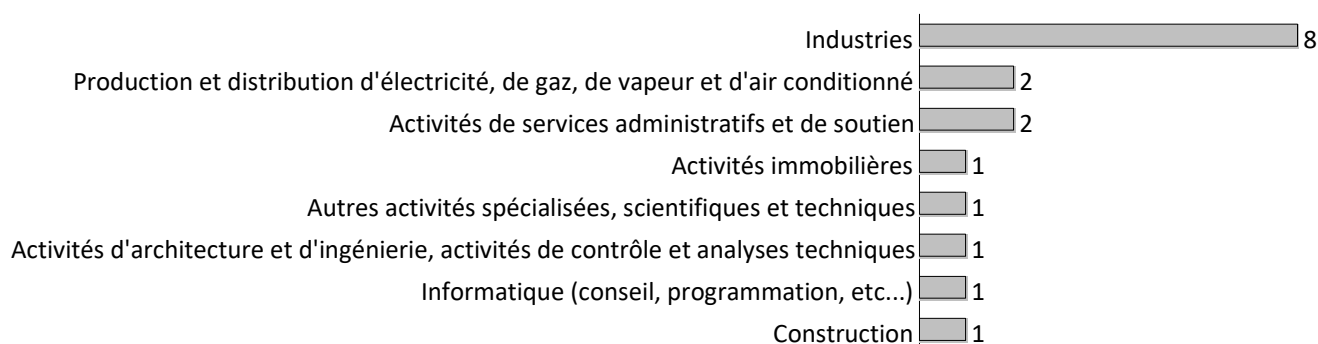 Industries 8
Production et distribution d'électricité, de gaz, de vapeur et d'air conditionné 2
Activités de services administratifs et de soutien 2
Activités immobilières 1
Autres activités spécialisées, scientifiques et techniques 1
Activités d'architecture et d'ingénierie, activités de contrôle et analyses techniques 1
Informatique (conseil, programmation, etc...) 1
Construction 1